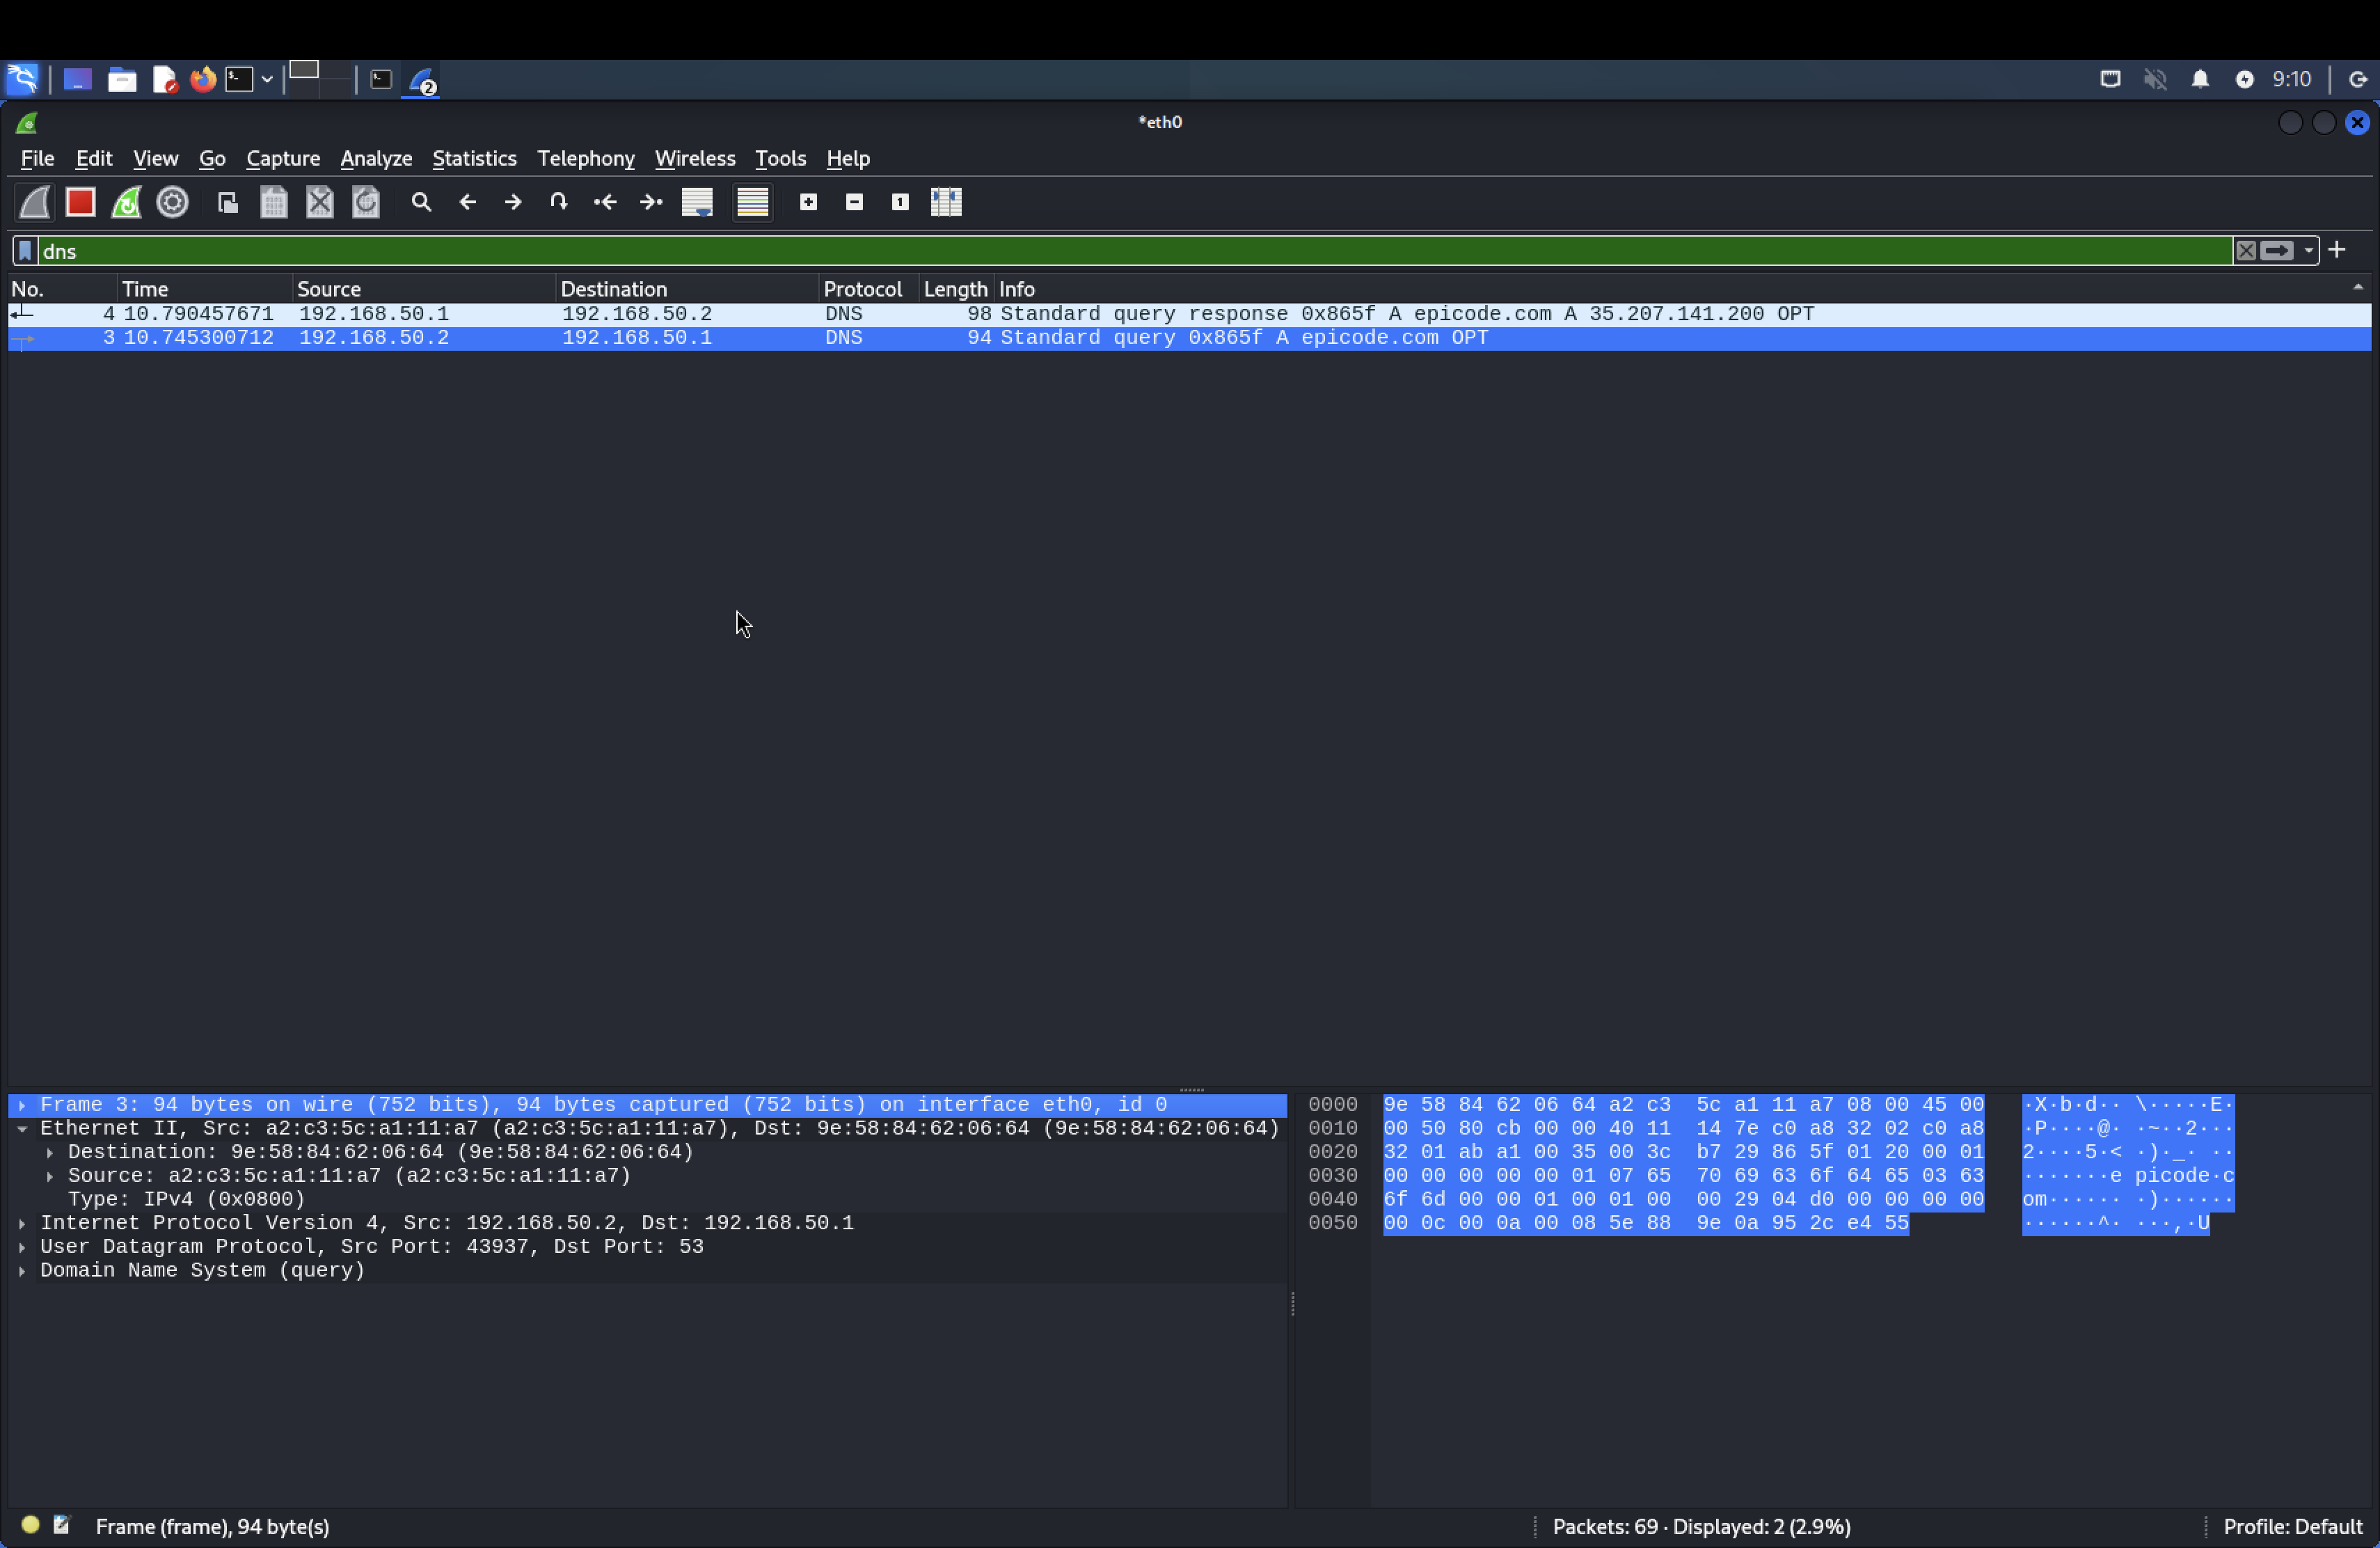 2
9:10
*eth0
File Edit View Go Capture Analyze Statistics Telephony Wireless Tools Help
dns
No. Time Source Destination Protocol Length Info
4 10.790457671 192.168.50.1 192.168.50.2 DNS 98 Standard query response 0x865f A epicode.com A 35.207.141.200 OPT
3 10.745300712 192.168.50.2 192.168.50.1 DNS 94 Standard query 0x865f A epicode.com OPT
Frame 3: 94 bytes on wire (752 bits), 94 bytes captured (752 bits) on interface eth0, id 0
Ethernet II, Src: a2:c3:5c:a1:11:a7 (a2:c3:5c:a1:11:a7), Dst: 9e:58:84:62:06:64 (9e:58:84:62:06:64)
Destination: 9e:58:84:62:06:64 (9e:58:84:62:06:64)
Source: a2:c3:5c:a1:11:a7 (a2:c3:5c:a1:11:a7)
Type: IPv4 (0x0800)
Internet Protocol Version 4, Src: 192.168.50.2, Dst: 192.168.50.1
User Datagram Protocol, Src Port: 43937, Dst Port: 53
Domain Name System (query)
0000 9e 58 84 62 06 64 a2 c3 5c a1 11 a7 08 00 45 00 ·X·b·d·· \·····E·
0010 00 50 80 cb 00 00 40 11 14 7e c0 a8 32 02 c0 a8 ·P····@· ·~··2···
0020 32 01 ab a1 00 35 00 3c b7 29 86 5f 01 20 00 01 2····5·< ·)·_· ··
0030 00 00 00 00 00 01 07 65 70 69 63 6f 64 65 03 63 ·······e picode·c
0040 6f 6d 00 00 01 00 01 00 00 29 04 d0 00 00 00 00 om······ ·)······
0050 00 0c 00 0a 00 08 5e 88 9e 0a 95 2c e4 55 ······^· ···,·U
Frame (frame), 94 byte(s)
Packets: 69 · Displayed: 2 (2.9%)
Profile: Default